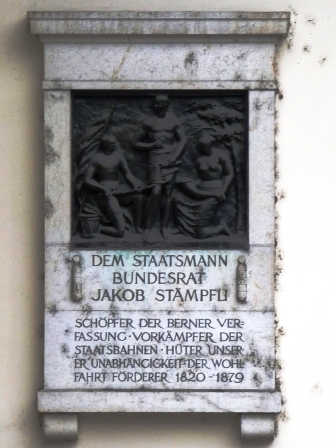 DEM STAATSMANN
BUNDESRAT
JAKOB STÄMPFLI
SCHÖPFER DER BERNER VER-
FASSUNG · VORKÄMPFER DER
STAATSBAHNEN · HÜTER UNSER
ER UNABHÄNGIGKEIT · DER WOHL
FAHRT FÖRDERER 1820 - 1879